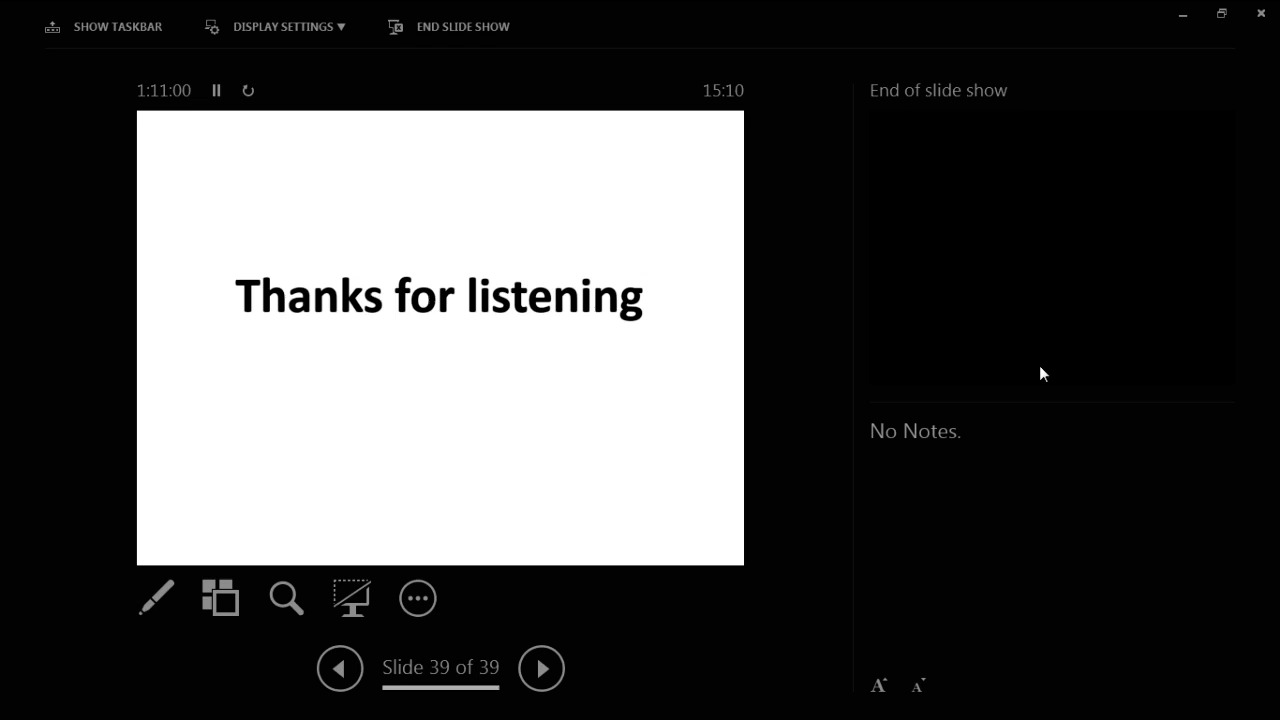 SHOW TASKBAR DISPLAY SETTINGS ▼ END SLIDE SHOW
1:11:00 15:10 End of slide show
Thanks for listening
No Notes.
Slide 39 of 39
A A